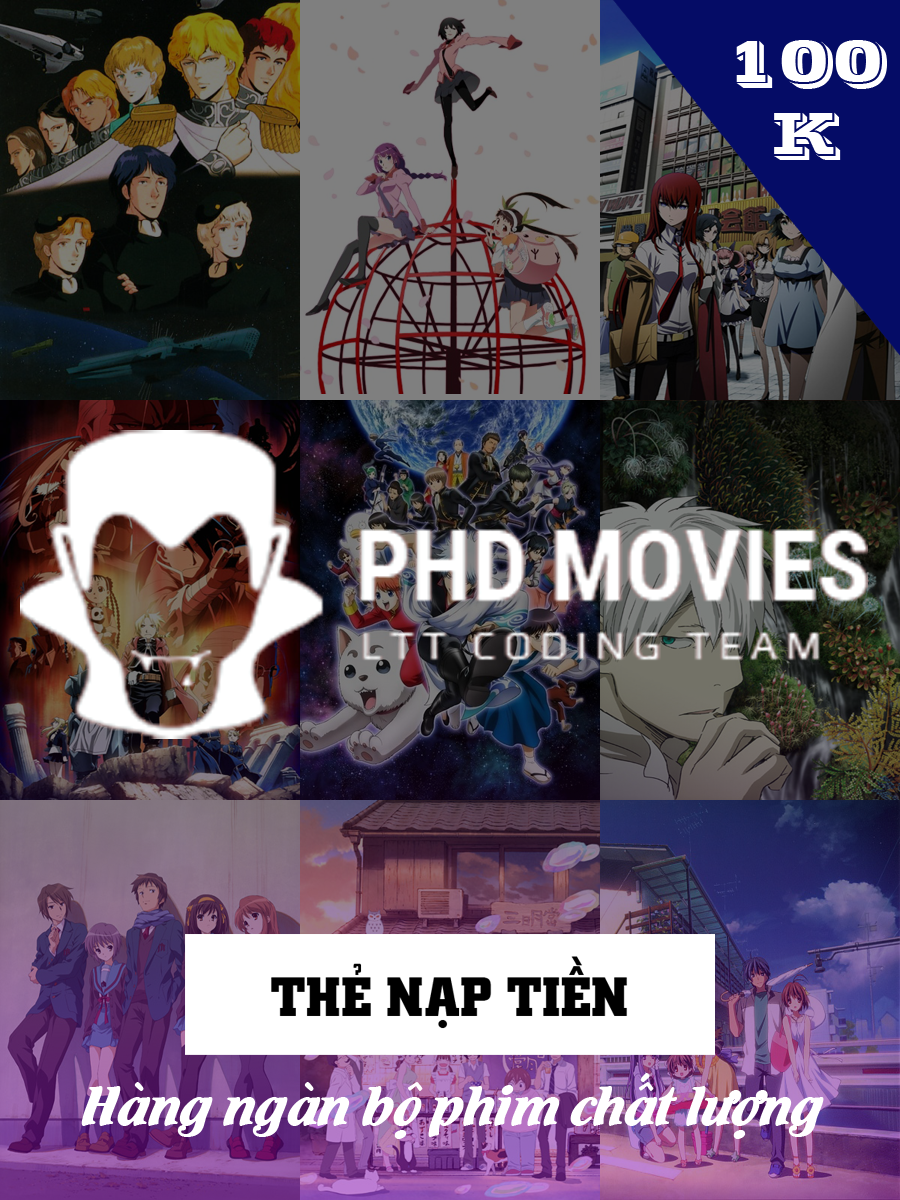 100
K
PHD MOVIES
LTT CODING TEAM
THẺ NẠP TIỀN
Hàng ngàn bộ phim chất lượng